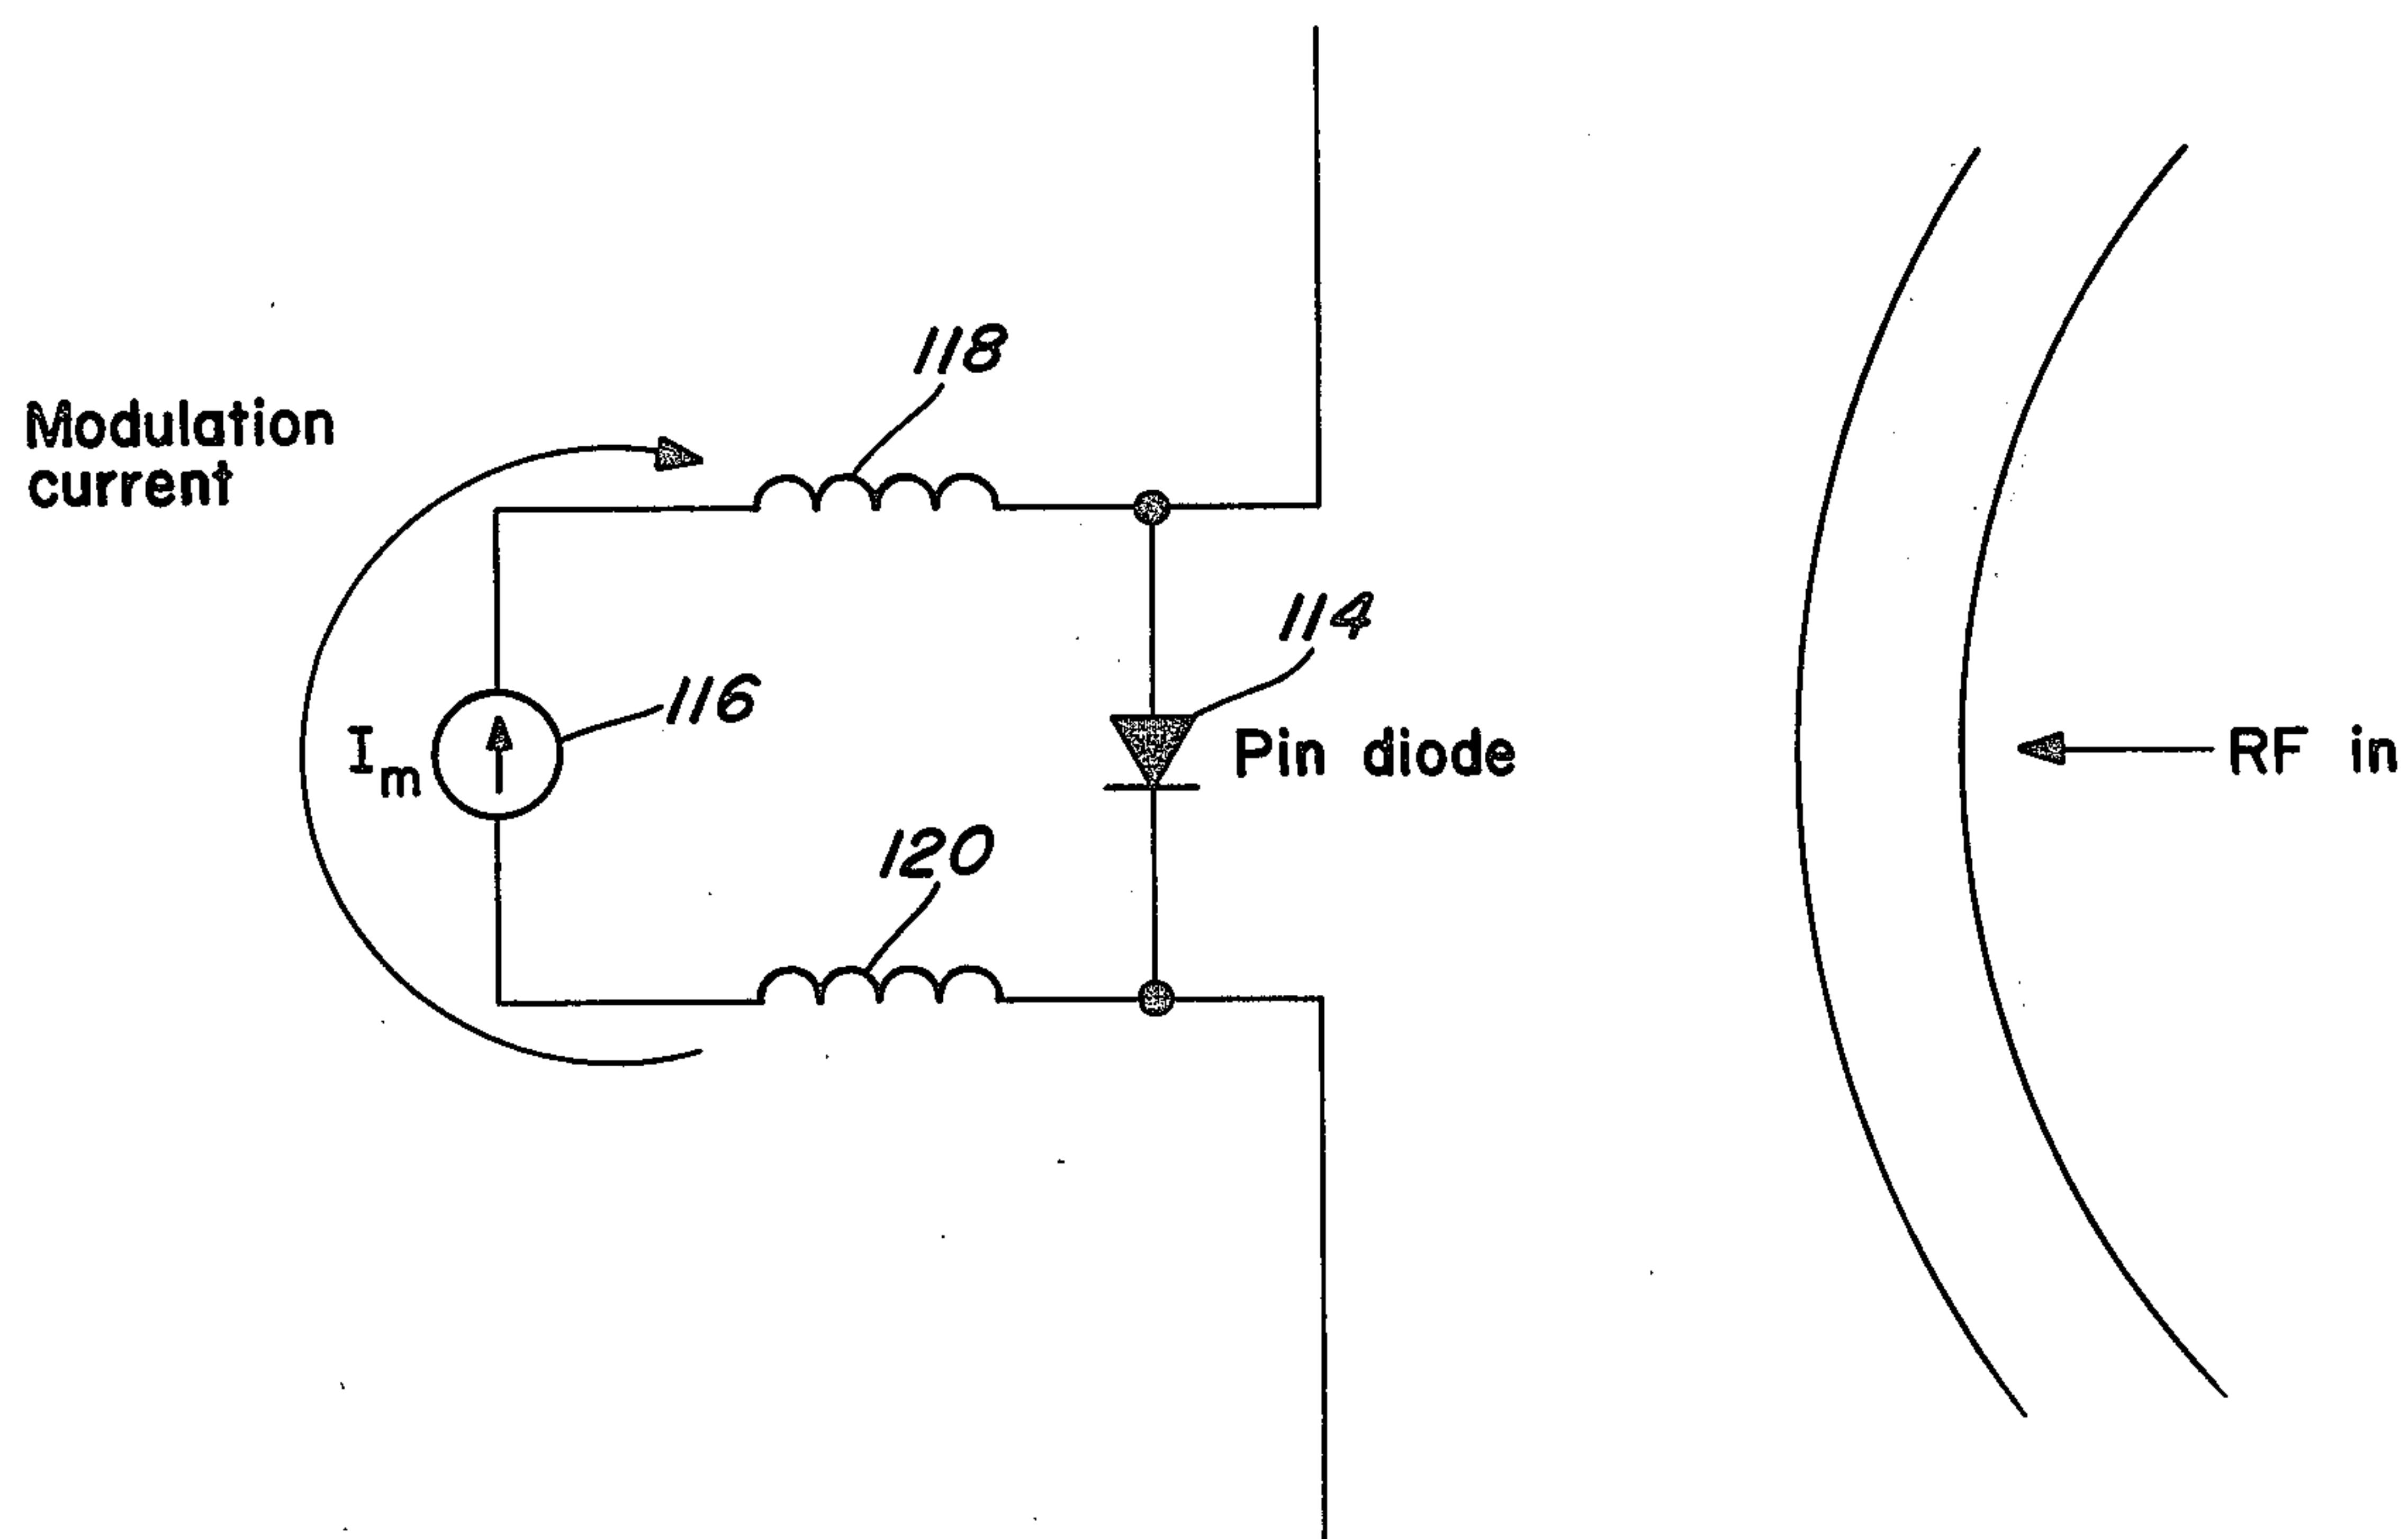 118
Modulation
current
114
116
Im
Pin diode
RF in
120